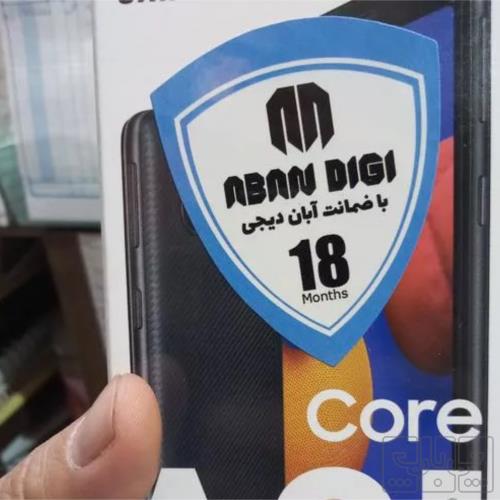 ABAN DIGI
با ضمانت آبان دیجی
18
Months
Core